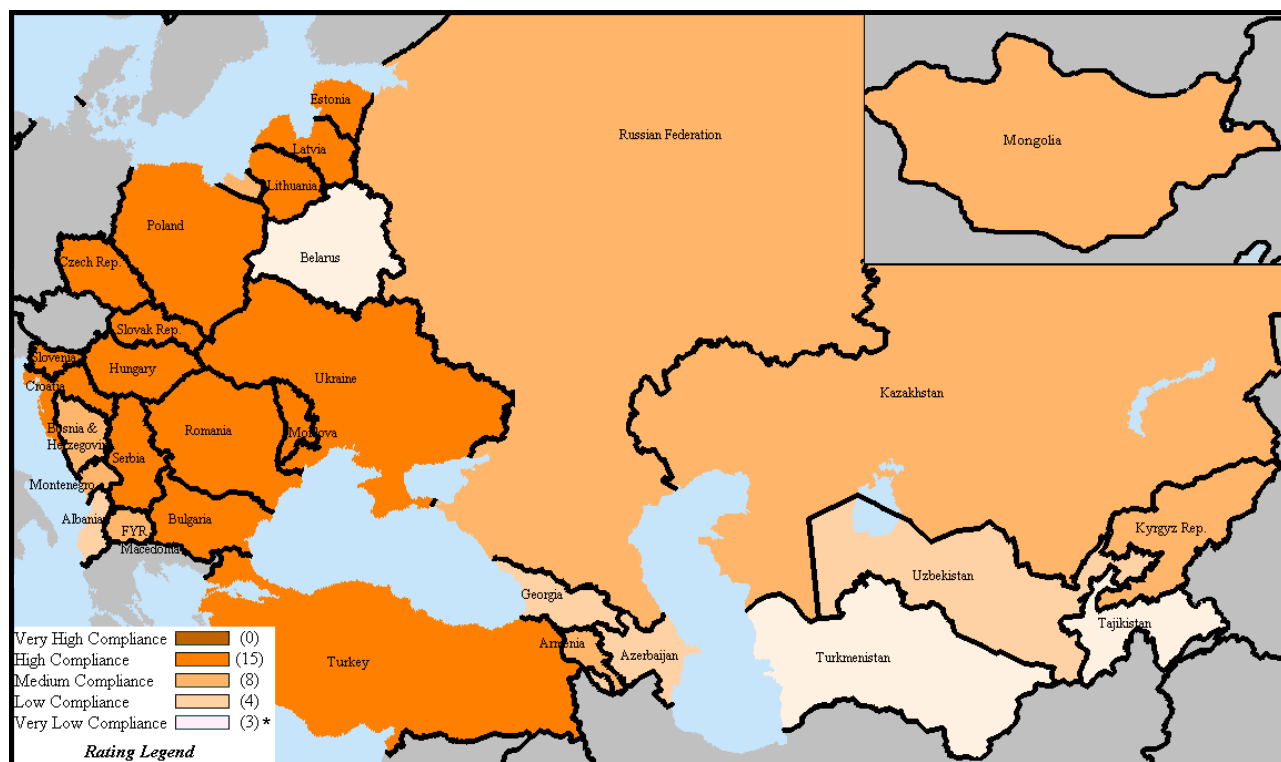 Estonia
Russian Federation
Latvia
Mongolia
Lithuania
Poland
Belarus
Czech Rep.
Slovak Rep.
Slovenia
Hungary
Ukraine
Croatia
Kazakhstan
Bosnia &
Herzegovin
Romania
Moldova
Serbia
Montenegro
Albania
FYR
Macedonia
Bulgaria
Kyrgyz Rep.
Uzbekistan
Georgia
Tajikistan
Armenia
Azerbaijan
Turkey
Turkmenistan
Very High Compliance (0)
High Compliance (15)
Medium Compliance (8)
Low Compliance (4)
Very Low Compliance (3) *
Rating Legend